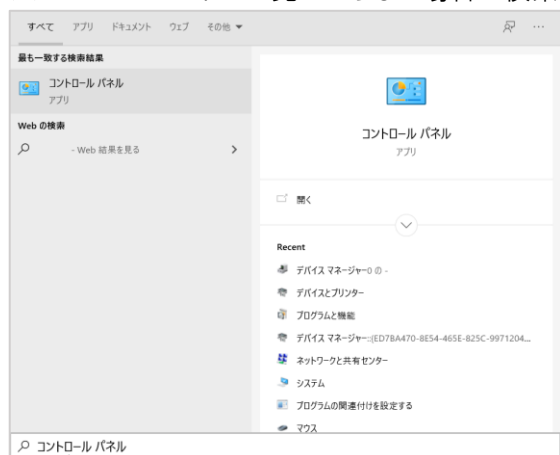 すべて アプリ ドキュメント ウェブ その他
最も一致する検索結果
コントロール パネル
アプリ
Web の検索
- Web 結果を見る
コントロール パネル
アプリ
開く
Recent
デバイス マネージャー0 の -
デバイスとプリンター
プログラムと機能
デバイス マネージャー::{ED7BA470-8E54-465E-825C-9971204...
ネットワークと共有センター
システム
プログラムの関連付けを設定する
マウス
コントロール パネル